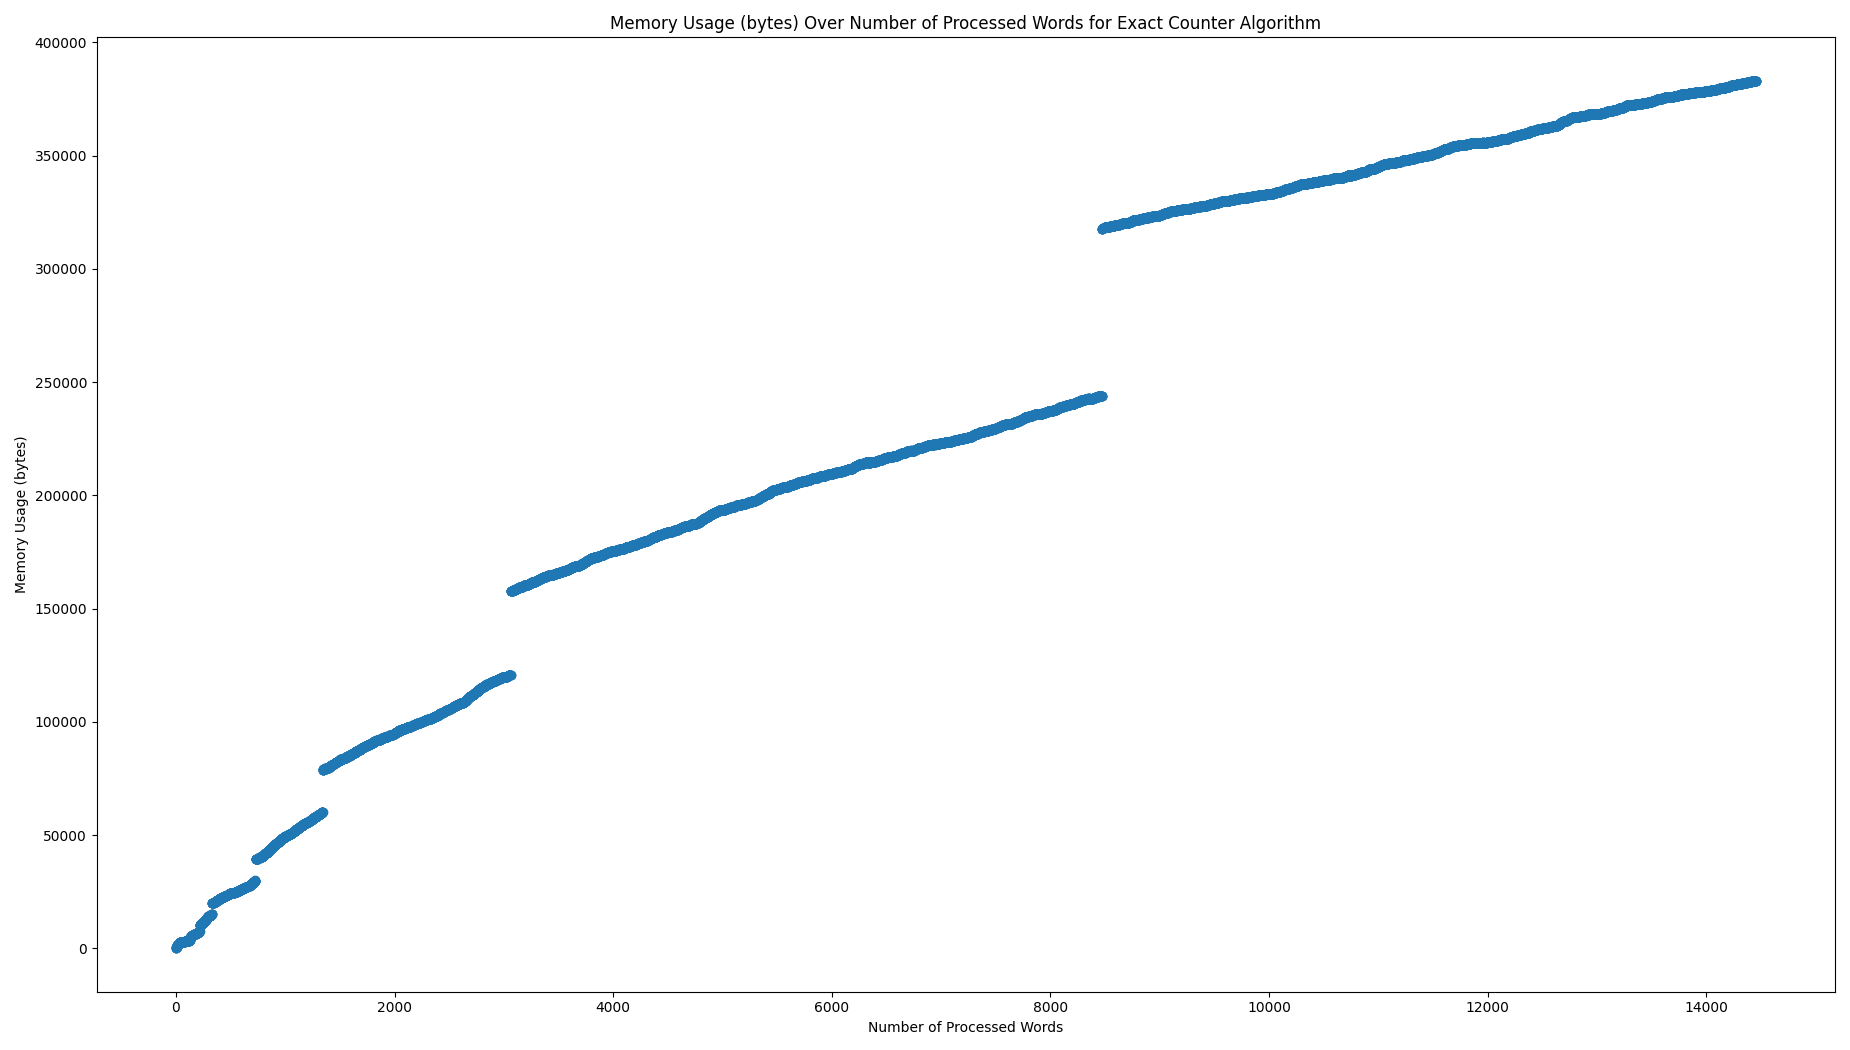 Memory Usage (bytes) Over Number of Processed Words for Exact Counter Algorithm
400000
350000
300000
250000
200000
150000
100000
50000
0
Memory Usage (bytes)
0 2000 4000 6000 8000 10000 12000 14000
Number of Processed Words